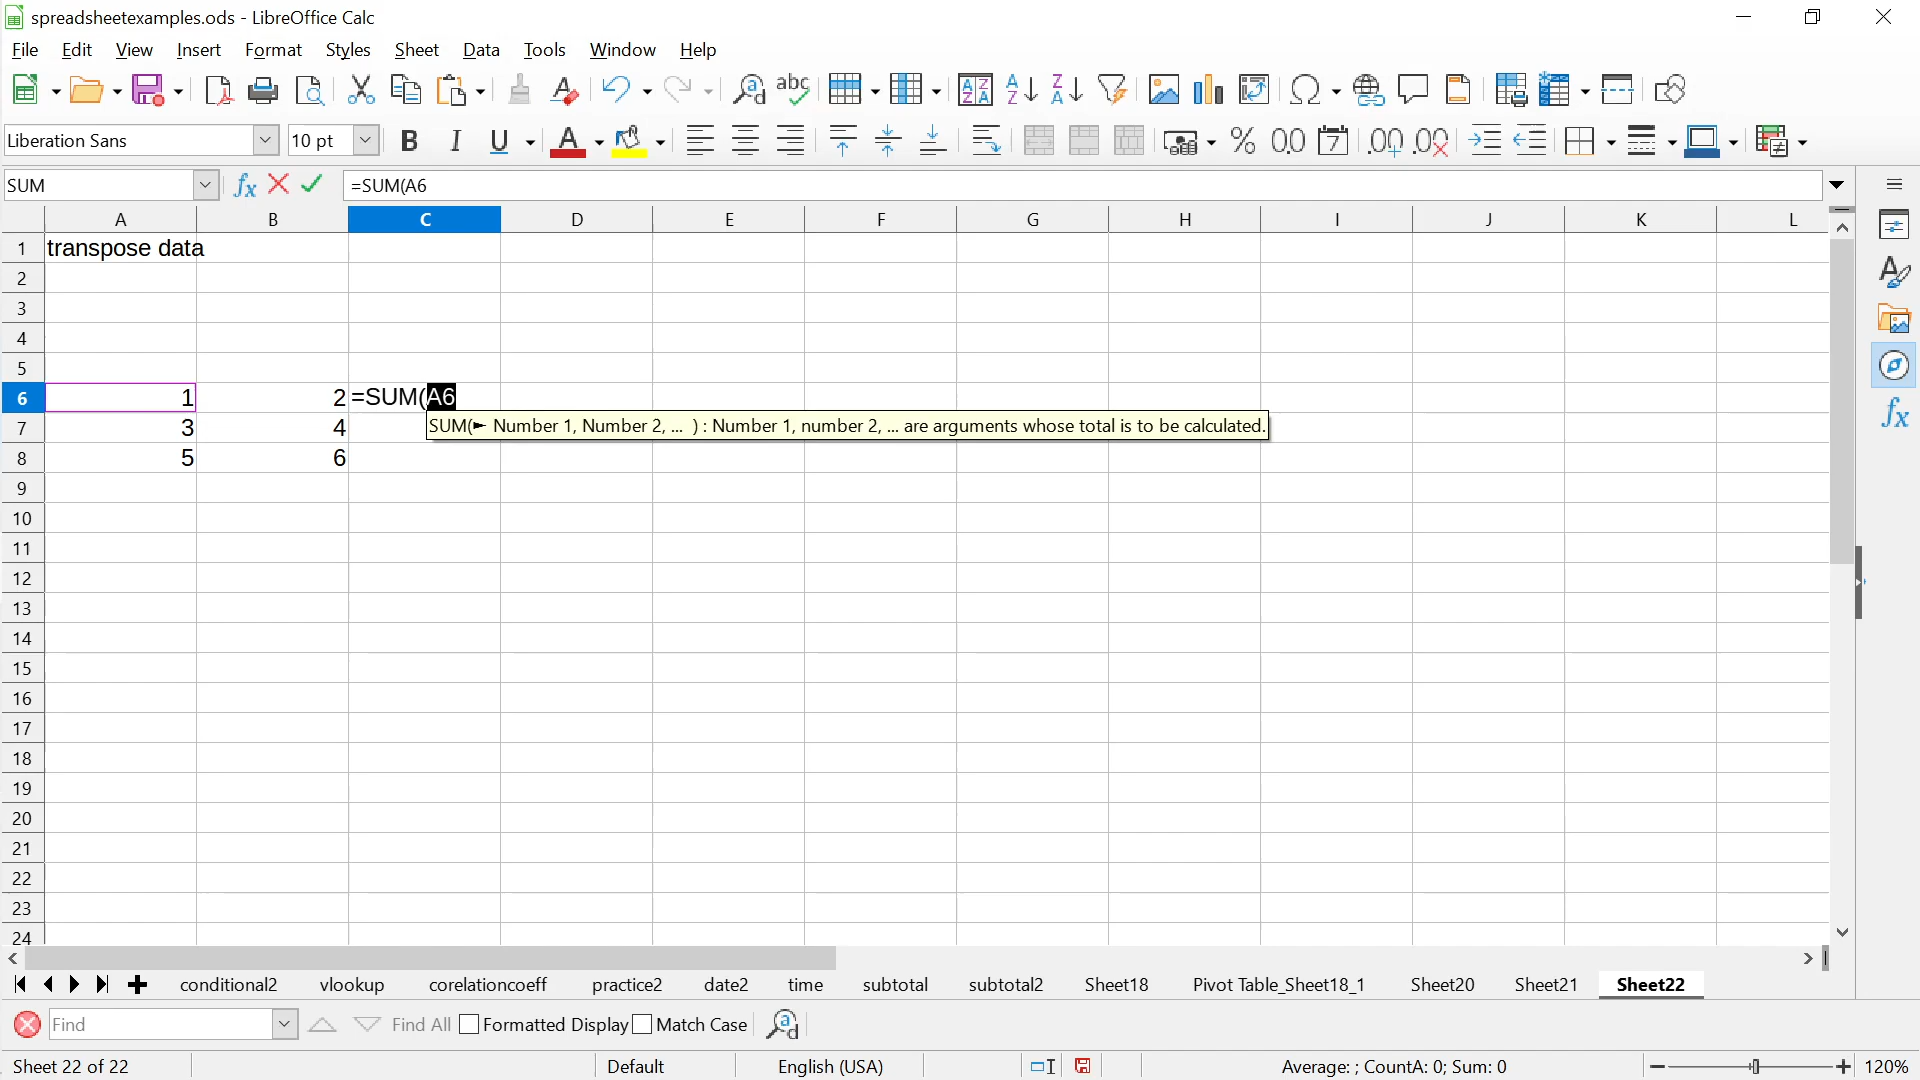 spreadsheetexamples.ods - LibreOffice Calc
File Edit View Insert Format Styles Sheet Data Tools Window Help
Liberation Sans 10 pt
SUM =SUM(A6
A B C D E F G H I J K L
1 transpose data
2
3
4
5
6 1 2 =SUM(A6
SUM(► Number 1, Number 2, ... ) : Number 1, number 2, ... are arguments whose total is to be calculated.
7 3 4
8 5 6
9
10
11
12
13
14
15
16
17
18
19
20
21
22
23
24
conditional2 vlookup corelationcoeff practice2 date2 time subtotal subtotal2 Sheet18 Pivot Table_Sheet18_1 Sheet20 Sheet21 Sheet22
Find Find All Formatted Display Match Case
Sheet 22 of 22 Default English (USA) Average: ; CountA: 0; Sum: 0 120%